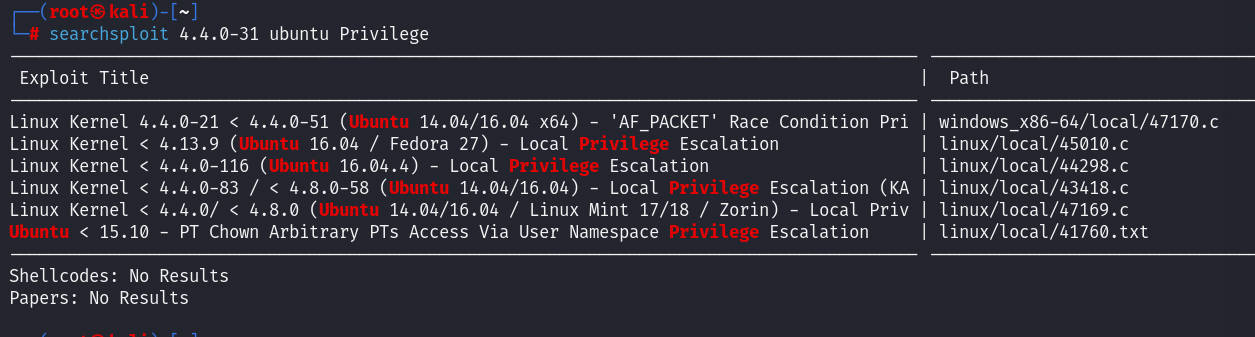 ┌──(root㉿kali)-[~]
└─# searchsploit 4.4.0-31 ubuntu Privilege
Exploit Title | Path
Linux Kernel 4.4.0-21 < 4.4.0-51 (Ubuntu 14.04/16.04 x64) - 'AF_PACKET' Race Condition Pri | windows_x86-64/local/47170.c
Linux Kernel < 4.13.9 (Ubuntu 16.04 / Fedora 27) - Local Privilege Escalation | linux/local/45010.c
Linux Kernel < 4.4.0-116 (Ubuntu 16.04.4) - Local Privilege Escalation | linux/local/44298.c
Linux Kernel < 4.4.0-83 / < 4.8.0-58 (Ubuntu 14.04/16.04) - Local Privilege Escalation (KA | linux/local/43418.c
Linux Kernel < 4.4.0/ < 4.8.0 (Ubuntu 14.04/16.04 / Linux Mint 17/18 / Zorin) - Local Priv | linux/local/47169.c
Ubuntu < 15.10 - PT Chown Arbitrary PTs Access Via User Namespace Privilege Escalation | linux/local/41760.txt
Shellcodes: No Results
Papers: No Results